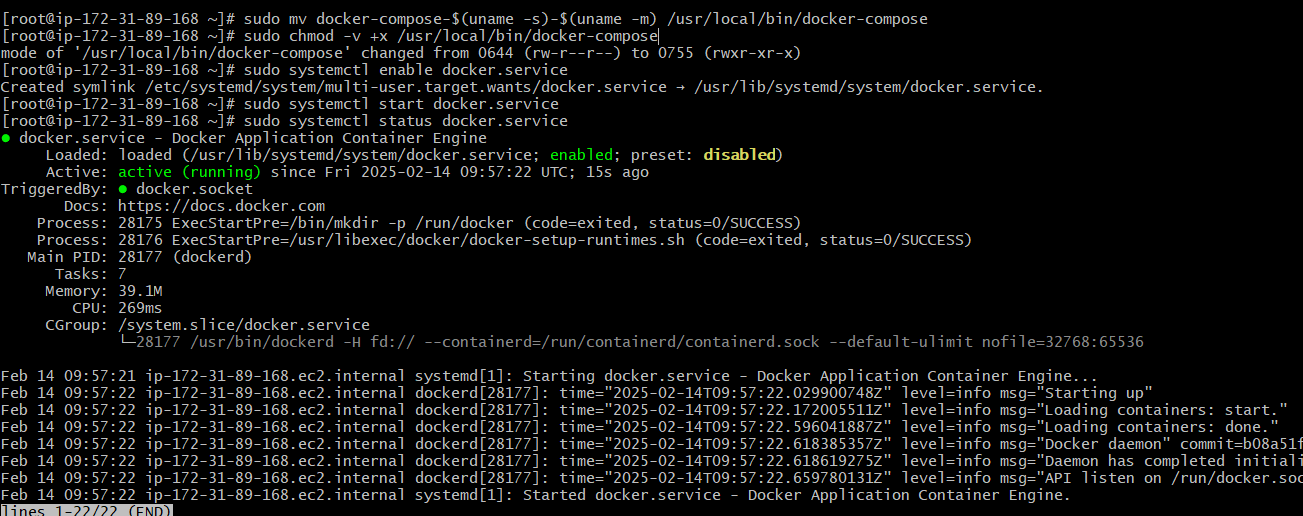 [root@ip-172-31-89-168 ~]# sudo mv docker-compose-$(uname -s)-$(uname -m) /usr/local/bin/docker-compose
[root@ip-172-31-89-168 ~]# sudo chmod -v +x /usr/local/bin/docker-compose
mode of '/usr/local/bin/docker-compose' changed from 0644 (rw-r--r--) to 0755 (rwxr-xr-x)
[root@ip-172-31-89-168 ~]# sudo systemctl enable docker.service
Created symlink /etc/systemd/system/multi-user.target.wants/docker.service → /usr/lib/systemd/system/docker.service.
[root@ip-172-31-89-168 ~]# sudo systemctl start docker.service
[root@ip-172-31-89-168 ~]# sudo systemctl status docker.service
● docker.service - Docker Application Container Engine
     Loaded: loaded (/usr/lib/systemd/system/docker.service; enabled; preset: disabled)
     Active: active (running) since Fri 2025-02-14 09:57:22 UTC; 15s ago
TriggeredBy: ● docker.socket
       Docs: https://docs.docker.com
    Process: 28175 ExecStartPre=/bin/mkdir -p /run/docker (code=exited, status=0/SUCCESS)
    Process: 28176 ExecStartPre=/usr/libexec/docker/docker-setup-runtimes.sh (code=exited, status=0/SUCCESS)
   Main PID: 28177 (dockerd)
      Tasks: 7
     Memory: 39.1M
        CPU: 269ms
     CGroup: /system.slice/docker.service
             └─28177 /usr/bin/dockerd -H fd:// --containerd=/run/containerd/containerd.sock --default-ulimit nofile=32768:65536
Feb 14 09:57:21 ip-172-31-89-168.ec2.internal systemd[1]: Starting docker.service - Docker Application Container Engine...
Feb 14 09:57:22 ip-172-31-89-168.ec2.internal dockerd[28177]: time="2025-02-14T09:57:22.029900748Z" level=info msg="Starting up"
Feb 14 09:57:22 ip-172-31-89-168.ec2.internal dockerd[28177]: time="2025-02-14T09:57:22.172005511Z" level=info msg="Loading containers: start."
Feb 14 09:57:22 ip-172-31-89-168.ec2.internal dockerd[28177]: time="2025-02-14T09:57:22.596041887Z" level=info msg="Loading containers: done."
Feb 14 09:57:22 ip-172-31-89-168.ec2.internal dockerd[28177]: time="2025-02-14T09:57:22.618385357Z" level=info msg="Docker daemon" commit=b08a51f
Feb 14 09:57:22 ip-172-31-89-168.ec2.internal dockerd[28177]: time="2025-02-14T09:57:22.618619275Z" level=info msg="Daemon has completed initiali
Feb 14 09:57:22 ip-172-31-89-168.ec2.internal dockerd[28177]: time="2025-02-14T09:57:22.659780131Z" level=info msg="API listen on /run/docker.soc
Feb 14 09:57:22 ip-172-31-89-168.ec2.internal systemd[1]: Started docker.service - Docker Application Container Engine.
lines 1-22/22 (END)